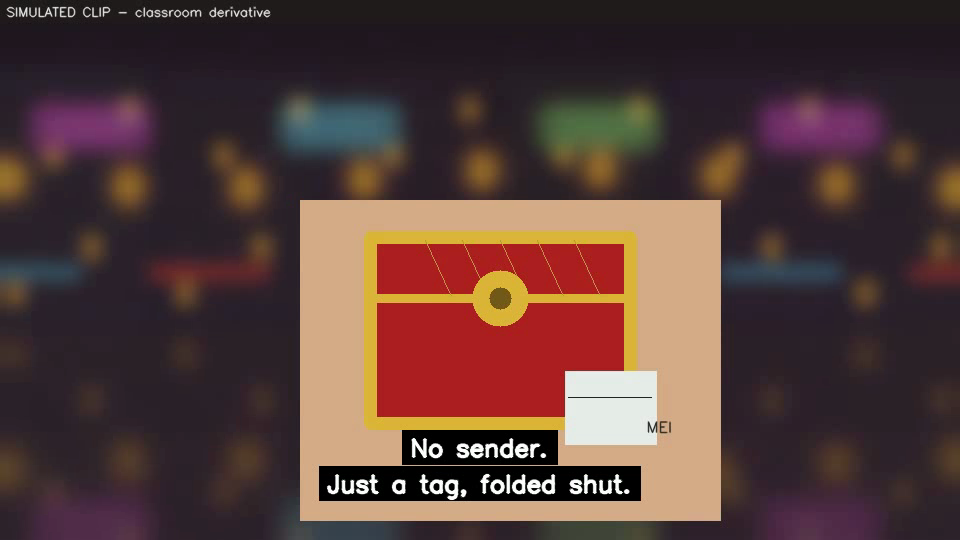 SIMULATED CLIP – classroom derivative
MEI
No sender.
Just a tag, folded shut.